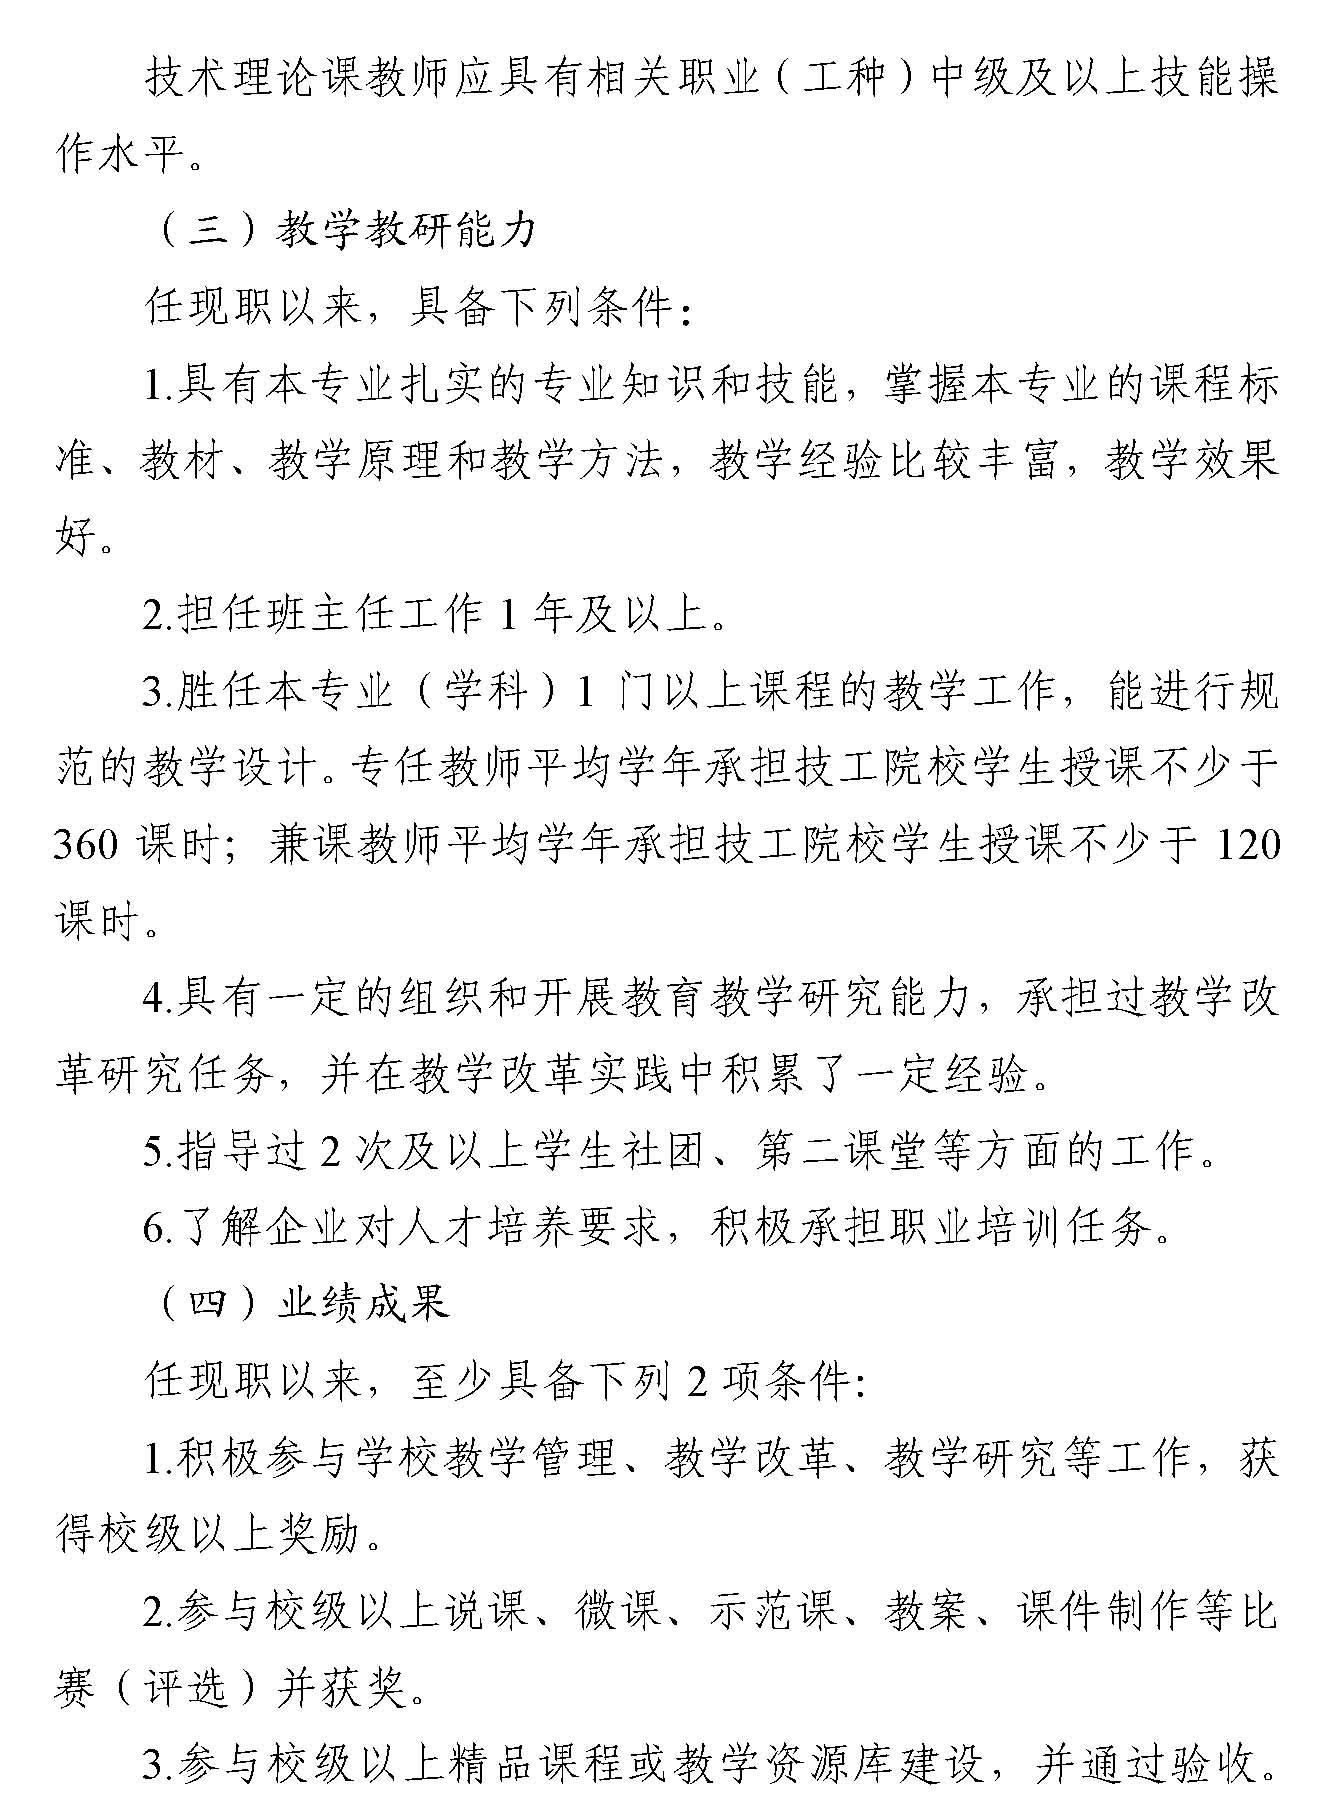 技术理论课教师应具有相关职业（工种）中级及以上技能操
作水平。
（三）教学教研能力
任现职以来，具备下列条件：
1.具有本专业扎实的专业知识和技能，掌握本专业的课程标
准、教材、教学原理和教学方法，教学经验比较丰富，教学效果
好。
2.担任班主任工作 1 年及以上。
3.胜任本专业（学科）1 门以上课程的教学工作，能进行规
范的教学设计。专任教师平均学年承担技工院校学生授课不少于
360 课时；兼课教师平均学年承担技工院校学生授课不少于 120
课时。
4.具有一定的组织和开展教育教学研究能力，承担过教学改
革研究任务，并在教学改革实践中积累了一定经验。
5.指导过 2 次及以上学生社团、第二课堂等方面的工作。
6.了解企业对人才培养要求，积极承担职业培训任务。
（四）业绩成果
任现职以来，至少具备下列 2 项条件：
1.积极参与学校教学管理、教学改革、教学研究等工作，获
得校级以上奖励。
2.参与校级以上说课、微课、示范课、教案、课件制作等比
赛（评选）并获奖。
3.参与校级以上精品课程或教学资源库建设，并通过验收。